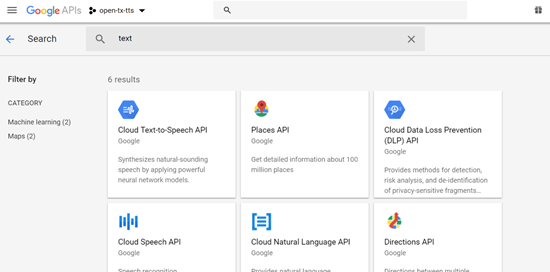 Google APIs
open-tx-tts
Search
text
Filter by
6 results
CATEGORY
Machine learning (2)
Maps (2)
Cloud Text-to-Speech API
Google
Synthesizes natural-sounding
speech by applying powerful
neural network models.
Places API
Google
Get detailed information about 100
million places
Cloud Data Loss Prevention
(DLP) API
Google
Provides methods for detection,
risk analysis, and de-identification
of privacy-sensitive fragments...
Cloud Speech API
Google
Speech recognition
Cloud Natural Language API
Google
Provides natural language
Directions API
Google
Directions between multiple